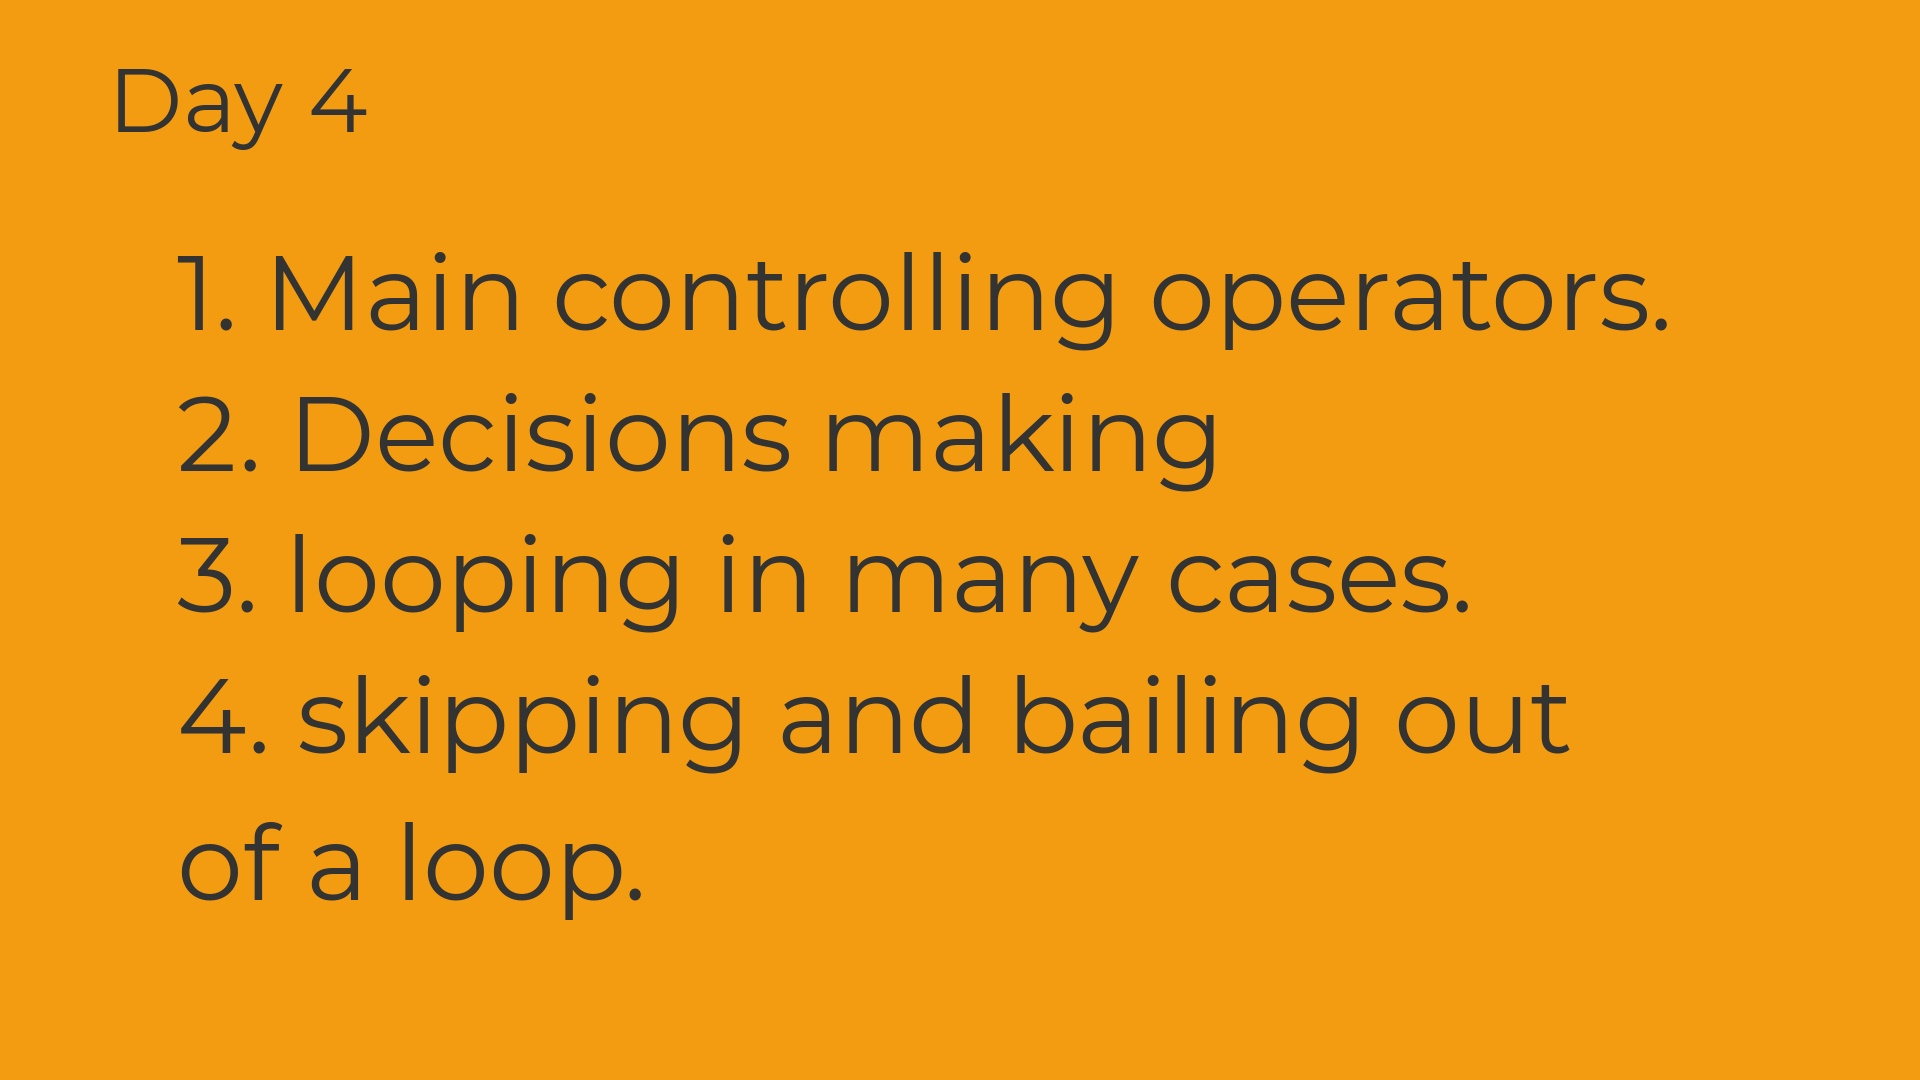 Day 4
1. Main controlling operators.
2. Decisions making
3. looping in many cases.
4. skipping and bailing out
of a loop.